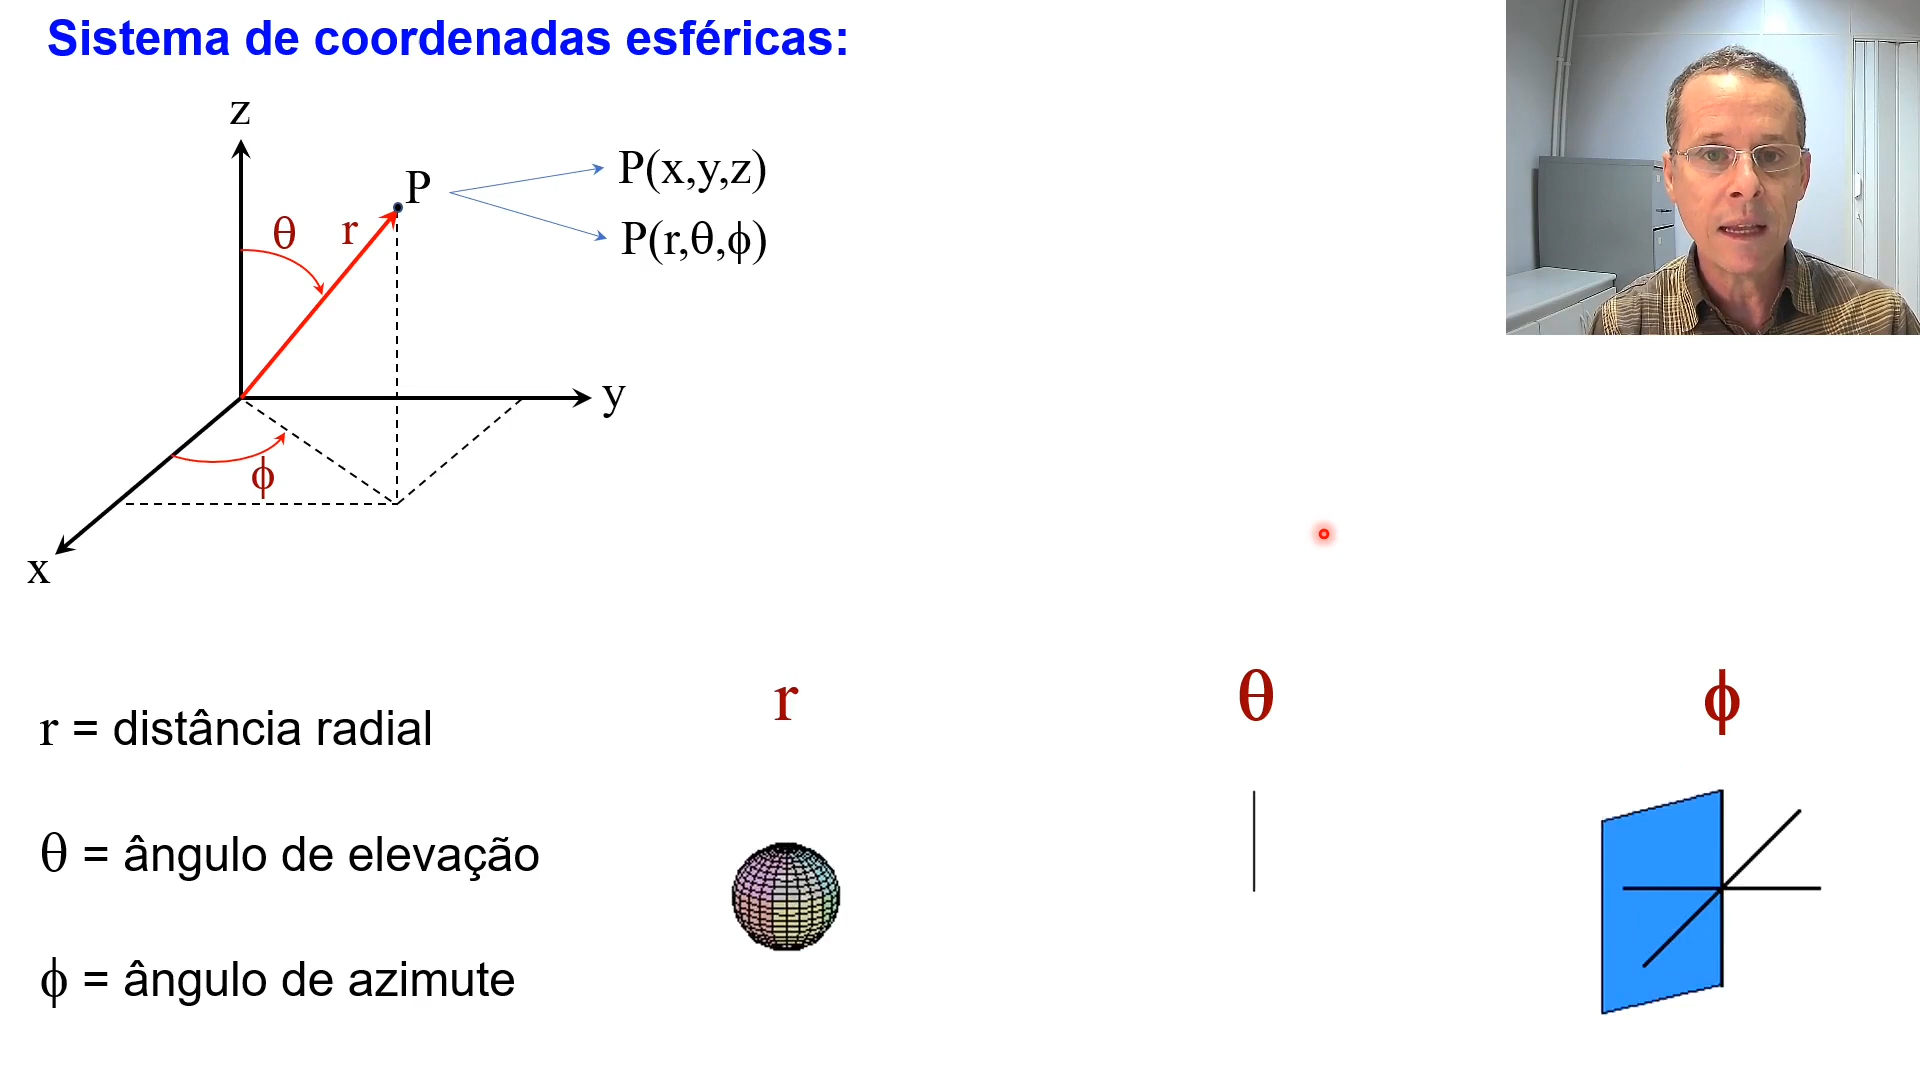 Sistema de coordenadas esféricas:
z
P
P(x,y,z)
θ
r
P(r,θ,ϕ)
y
ϕ
x
r
θ
ϕ
r = distância radial
θ = ângulo de elevação
ϕ = ângulo de azimute